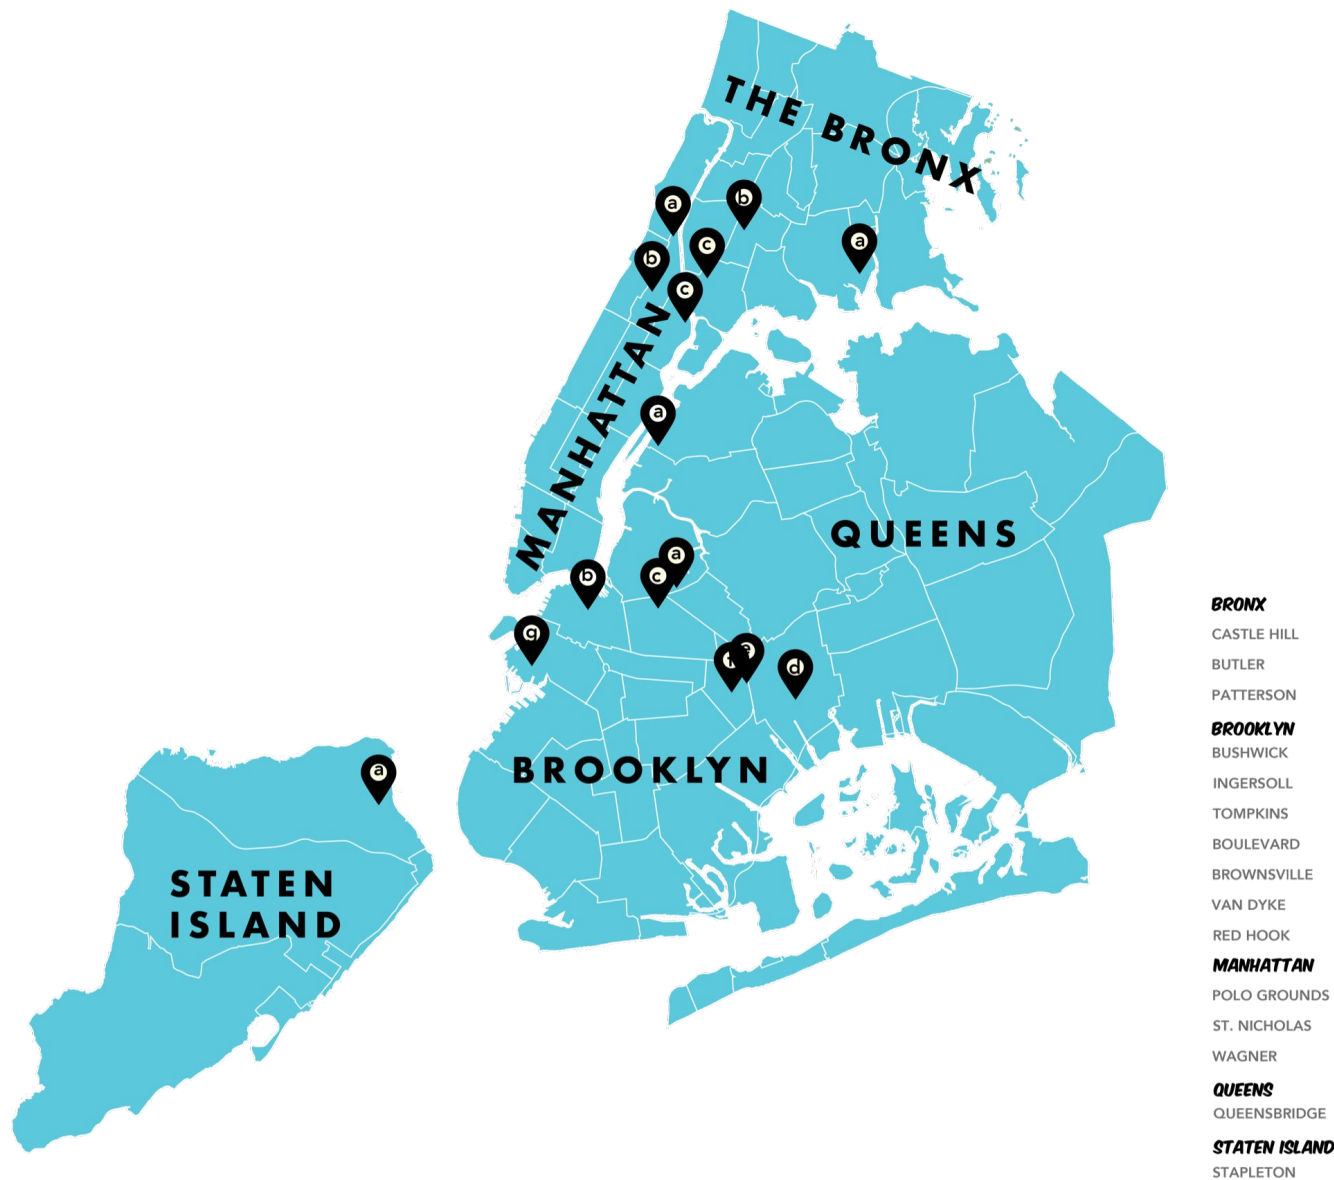 THE BRONX
a
b
c
a
b
c
MANHATTAN
a
QUEENS
a
c
b
g
d
BROOKLYN
a
STATEN
ISLAND
BRONX
CASTLE HILL
BUTLER
PATTERSON
BROOKLYN
BUSHWICK
INGERSOLL
TOMPKINS
BOULEVARD
BROWNSVILLE
VAN DYKE
RED HOOK
MANHATTAN
POLO GROUNDS
ST. NICHOLAS
WAGNER
QUEENS
QUEENSBRIDGE
STATEN ISLAND
STAPLETON